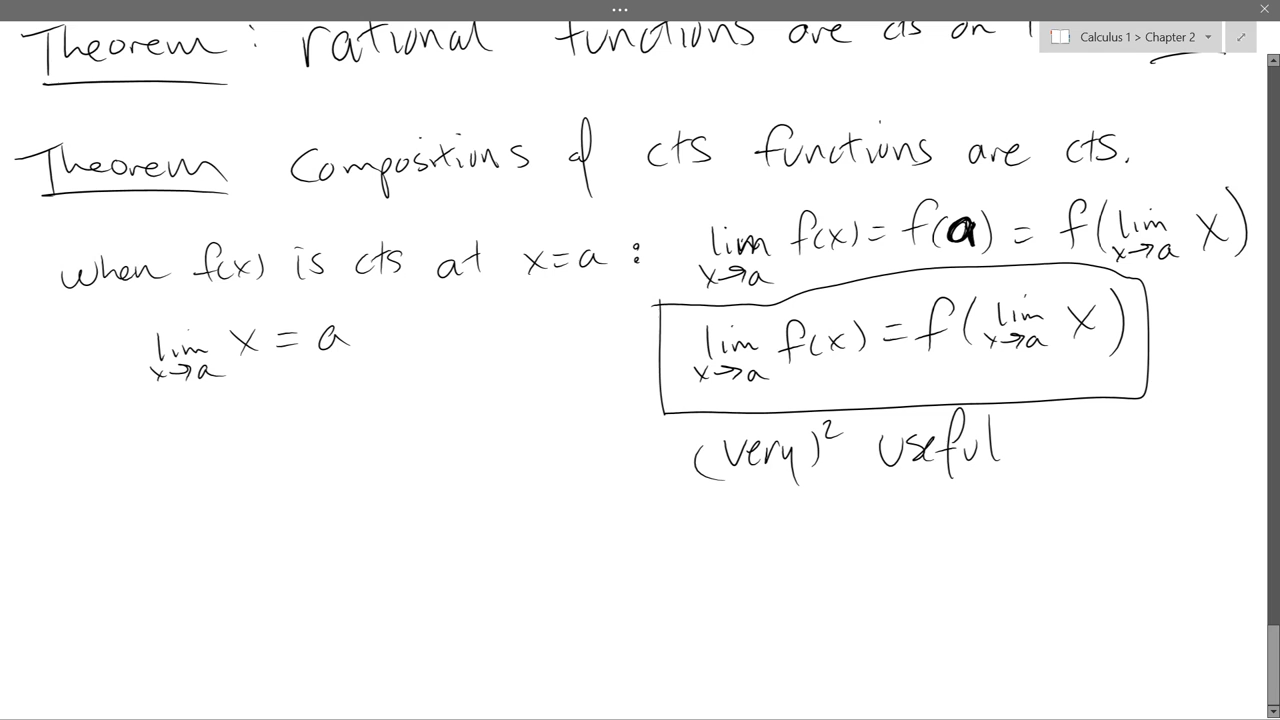 ...
Calculus 1 > Chapter 2
Theorem : rational functions are cts on
Theorem Compositions of cts functions are cts.
when f(x) is cts at x=a : lim x→a f(x) = f(a) = f(lim x→a x)
lim x→a x = a
lim x→a f(x) = f(lim x→a x)
(very)² useful